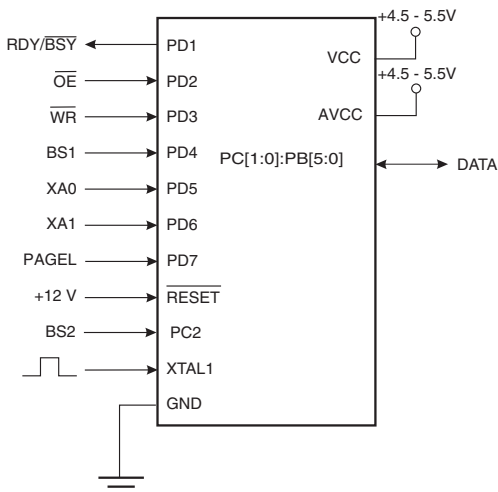 RDY/BSY PD1 +4.5 - 5.5V
VCC
OE PD2 +4.5 - 5.5V
WR PD3 AVCC
BS1 PD4 PC[1:0]:PB[5:0] DATA
XA0 PD5
XA1 PD6
PAGEL PD7
+12 V RESET
BS2 PC2
XTAL1
GND